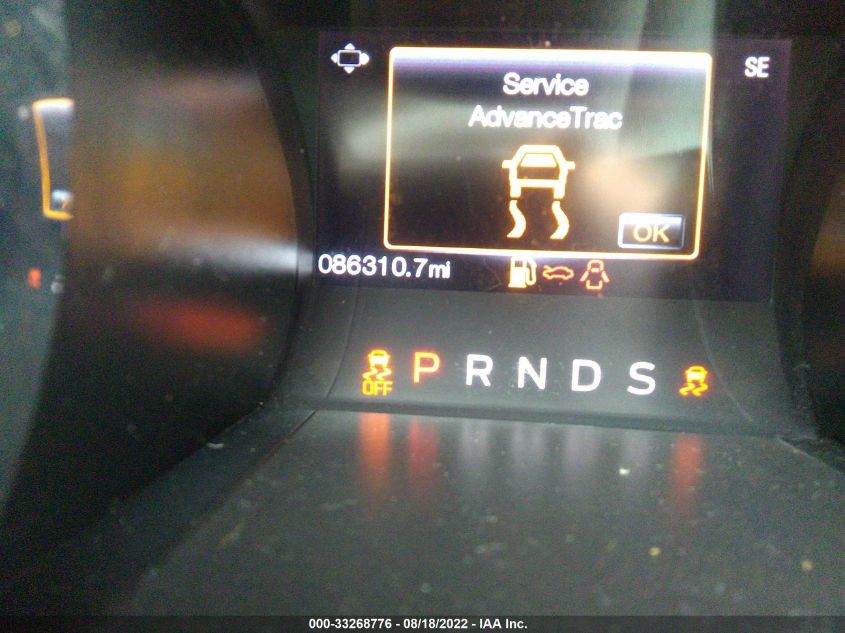 SE
Service
AdvanceTrac
OK
086310.7mi
OFF P R N D S
000-33268776 - 08/18/2022 - IAA Inc.